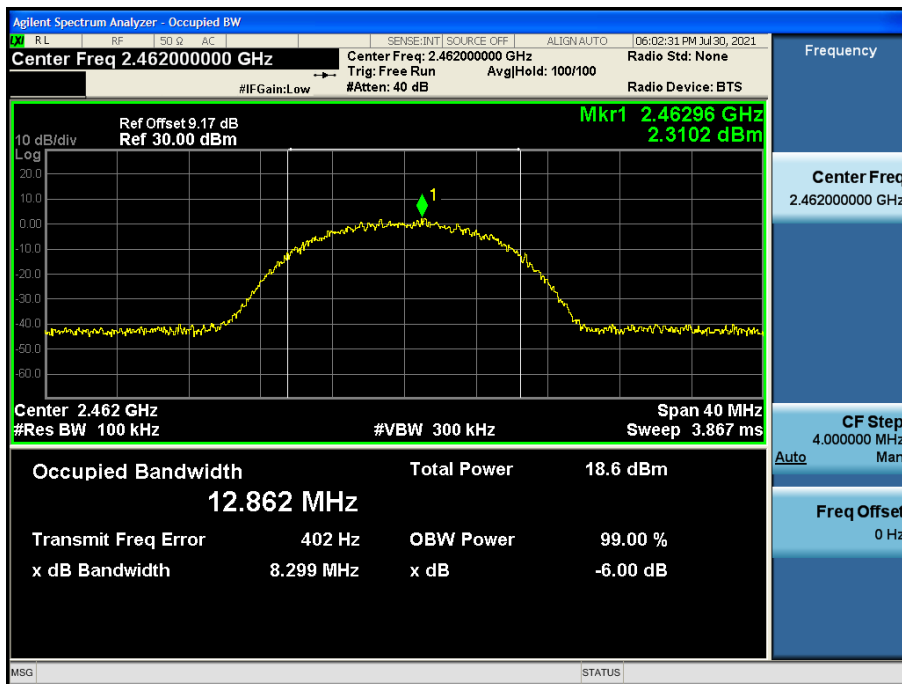 Agilent Spectrum Analyzer - Occupied BW
LXI RL RF 50 Ω AC SENSE:INT SOURCE OFF ALIGN AUTO 06:02:31 PM Jul 30, 2021
Center Freq 2.462000000 GHz Center Freq: 2.462000000 GHz Radio Std: None
Trig: Free Run Avg|Hold: 100/100
#IFGain:Low #Atten: 40 dB Radio Device: BTS
Ref Offset 9.17 dB Mkr1 2.46296 GHz
10 dB/div Ref 30.00 dBm 2.3102 dBm
Log
20.0
10.0
1
0.00
-10.0
-20.0
-30.0
-40.0
-50.0
-60.0
Center 2.462 GHz Span 40 MHz
#Res BW 100 kHz #VBW 300 kHz Sweep 3.867 ms
Occupied Bandwidth Total Power 18.6 dBm
12.862 MHz
Transmit Freq Error 402 Hz OBW Power 99.00 %
x dB Bandwidth 8.299 MHz x dB -6.00 dB
MSG STATUS
Frequency
Center Freq
2.462000000 GHz
CF Step
4.000000 MHz
Auto Man
Freq Offset
0 Hz